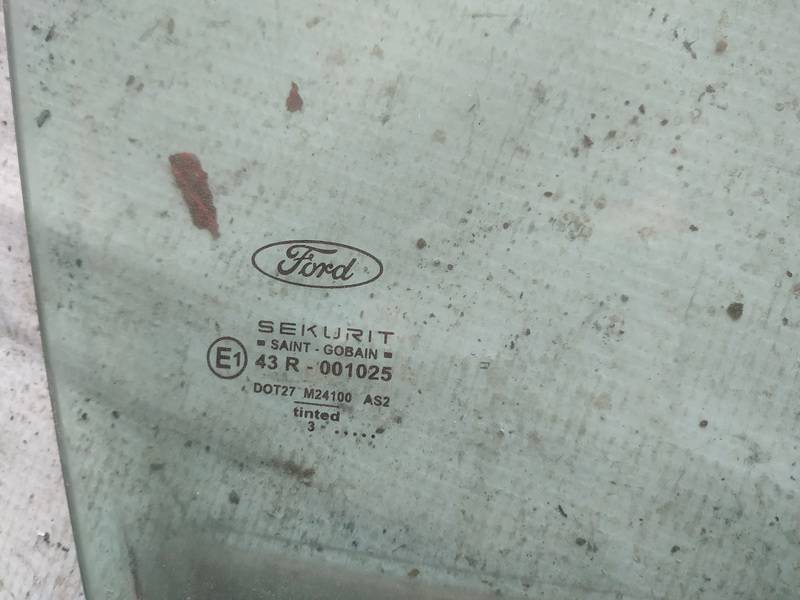 Ford
SEKURIT
SAINT - GOBAIN
E1
43 R - 001025
DOT27 M24100 AS2
tinted
3 .....